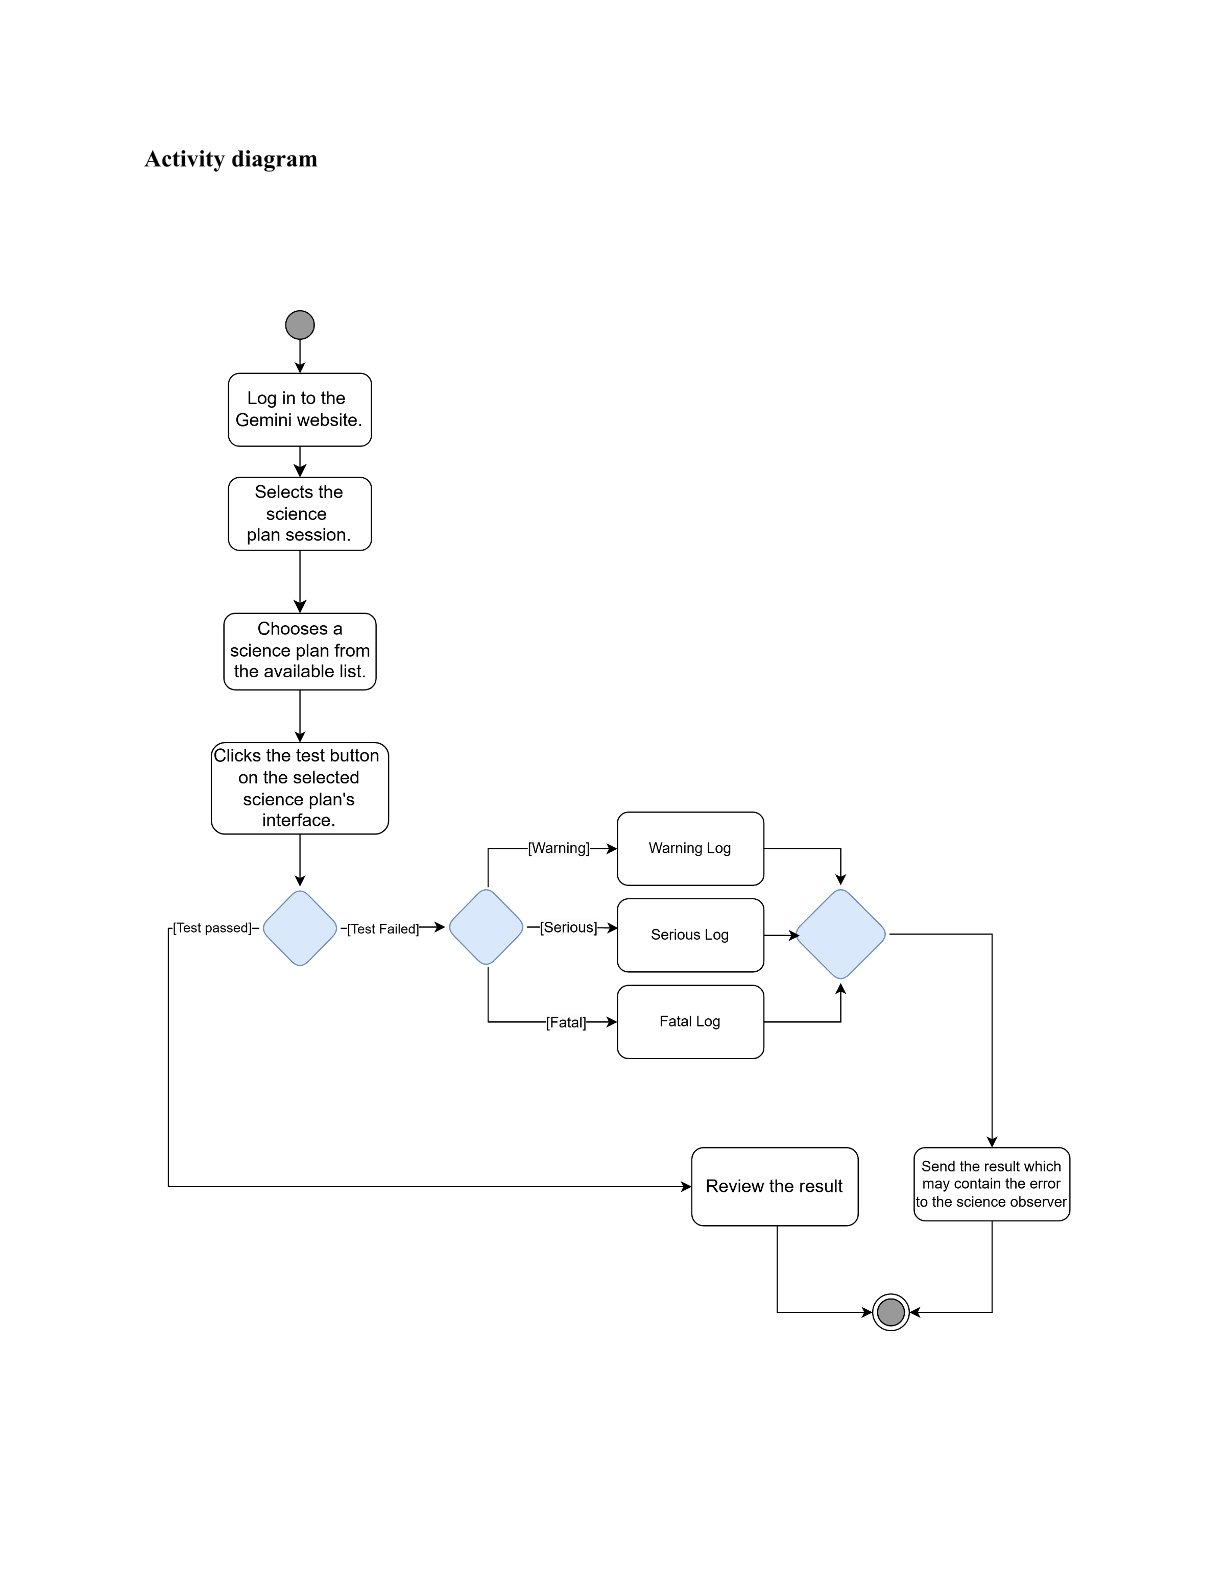 Activity diagram
Log in to the
Gemini website.
Selects the
science
plan session.
Chooses a
science plan from
the available list.
Clicks the test button
on the selected
science plan's
interface.
[Warning]
Warning Log
[Test passed]
[Test Failed]
[Serious]
Serious Log
[Fatal]
Fatal Log
Review the result
Send the result which
may contain the error
to the science observer